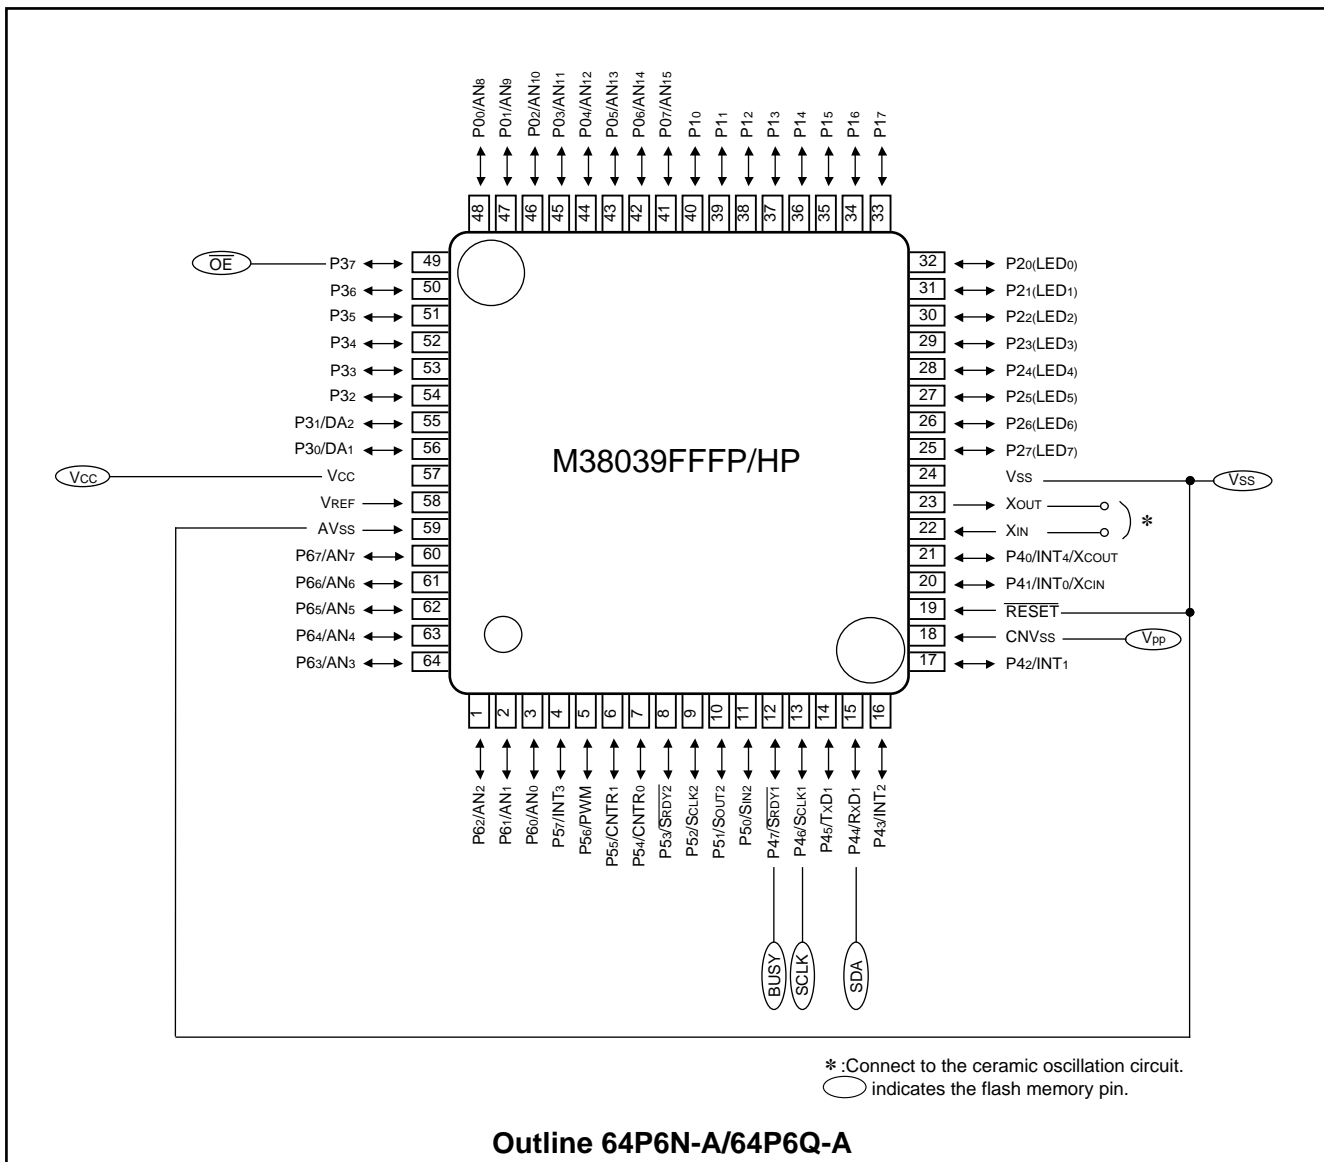 P00/AN8 P01/AN9 P02/AN10 P03/AN11 P04/AN12 P05/AN13 P06/AN14 P07/AN15 P10 P11 P12 P13 P14 P15 P16 P17
48 47 46 45 44 43 42 41 40 39 38 37 36 35 34 33
OE P37 49
P36 50
P35 51
P34 52
P33 53
P32 54
P31/DA2 55
P30/DA1 56
VCC VCC 57
VREF 58
AVSS 59
P67/AN7 60
P66/AN6 61
P65/AN5 62
P64/AN4 63
P63/AN3 64
M38039FFFP/HP
32 P20(LED0)
31 P21(LED1)
30 P22(LED2)
29 P23(LED3)
28 P24(LED4)
27 P25(LED5)
26 P26(LED6)
25 P27(LED7)
24 VSS VSS
23 XOUT
22 XIN *
21 P40/INT4/XCOUT
20 P41/INT0/XCIN
19 RESET
18 CNVSS Vpp
17 P42/INT1
1 2 3 4 5 6 7 8 9 10 11 12 13 14 15 16
P62/AN2 P61/AN1 P60/AN0 P57/INT3 P56/PWM P55/CNTR1 P54/CNTR0 P53/SRDY2 P52/SCLK2 P51/SOUT2 P50/SIN2 P47/SRDY1 P46/SCLK1 P45/TXD1 P44/RXD1 P43/INT2
BUSY SCLK SDA
* :Connect to the ceramic oscillation circuit.
indicates the flash memory pin.
Outline 64P6N-A/64P6Q-A